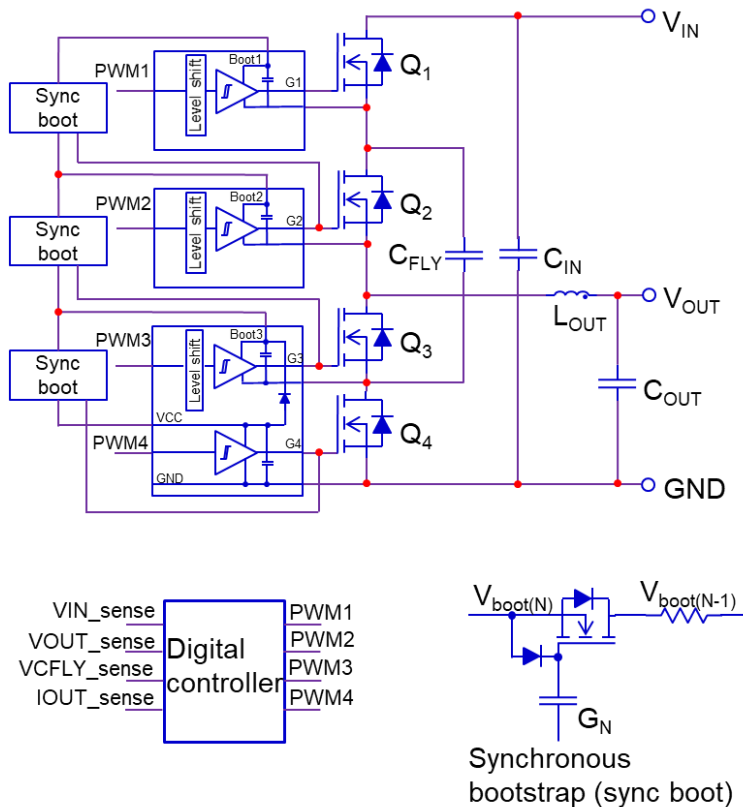 V_IN
PWM1
Level shift
Boot1
G1
Q1
Sync
boot
PWM2
Level shift
Boot2
G2
Q2
CFLY
CIN
Sync
boot
VOUT
LOUT
PWM3
Level shift
Boot3
G3
Q3
Sync
boot
COUT
VCC
PWM4
G4
Q4
GND
GND
VIN_sense
VOUT_sense
VCFLY_sense
IOUT_sense
Digital
controller
PWM1
PWM2
PWM3
PWM4
Vboot(N)
Vboot(N-1)
GN
Synchronous
bootstrap (sync boot)